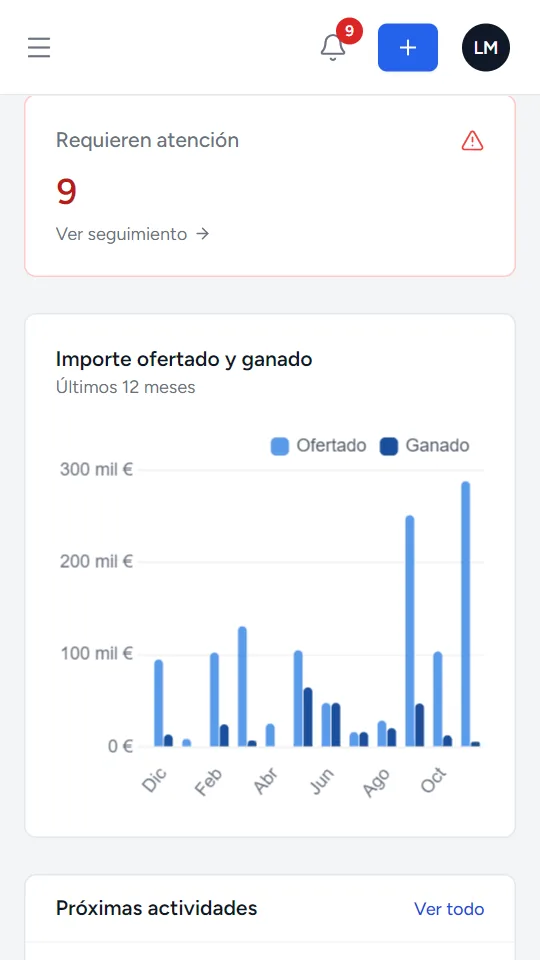 9
+
LM
Requieren atención
9
Ver seguimiento →
Importe ofertado y ganado
Últimos 12 meses
Ofertado Ganado
300 mil €
200 mil €
100 mil €
0 €
Dic Feb Abr Jun Ago Oct
Próximas actividades Ver todo